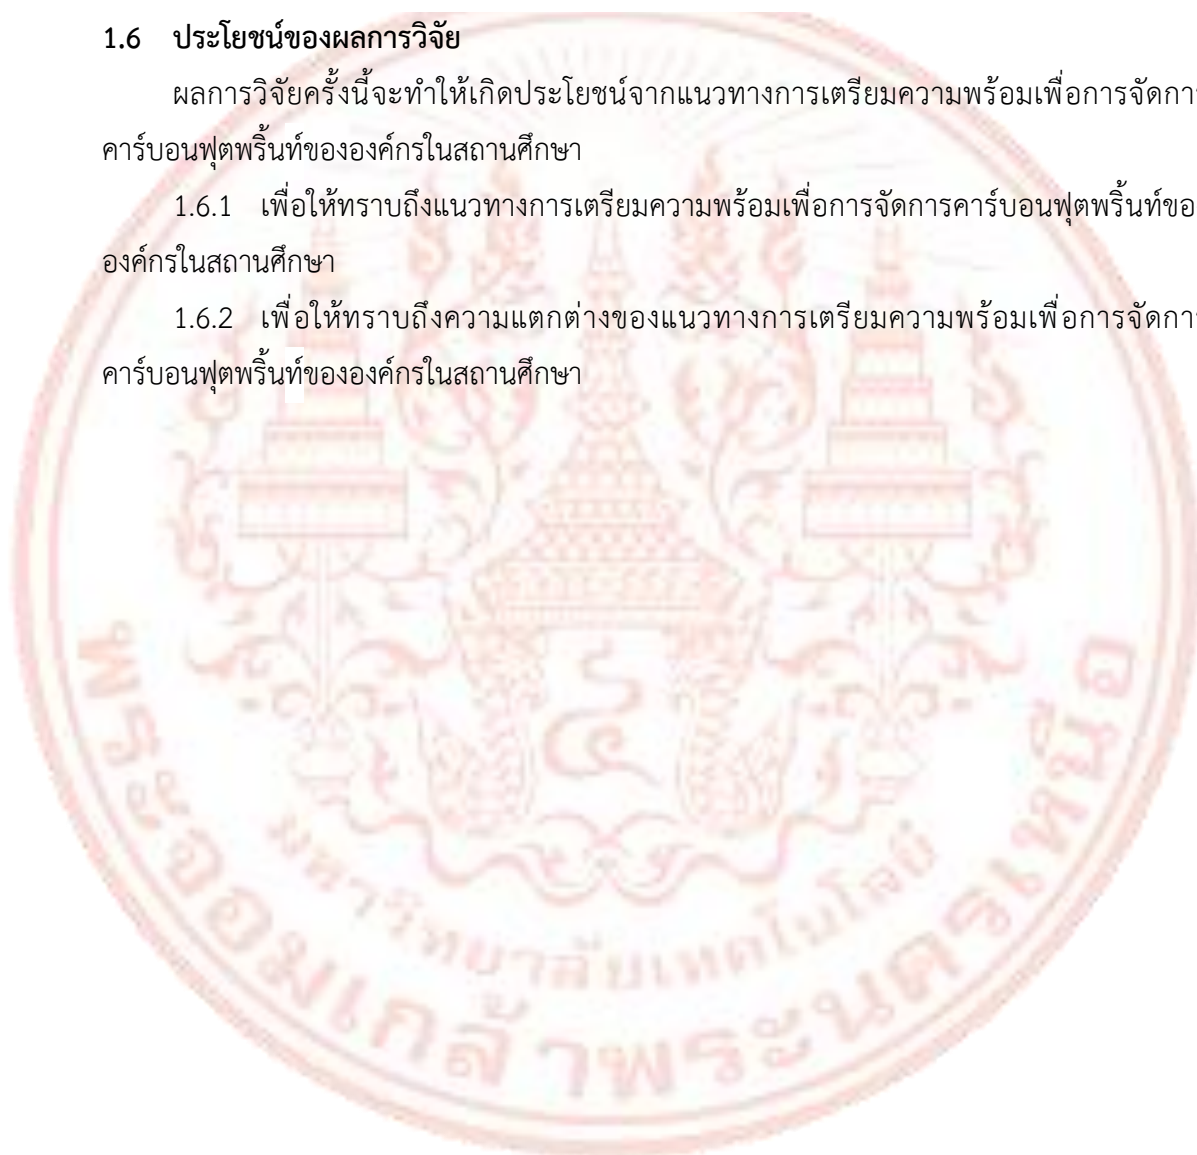 1.6 ประโยชน์ของผลการวิจัย
ผลการวิจัยครั้งนี้จะทำให้เกิดประโยชน์จากแนวทางการเตรียมความพร้อมเพื่อการจัดการ
คาร์บอนฟุตพริ้นท์ขององค์กรในสถานศึกษา
1.6.1 เพื่อให้ทราบถึงแนวทางการเตรียมความพร้อมเพื่อการจัดการคาร์บอนฟุตพริ้นท์ขอ
องค์กรในสถานศึกษา
1.6.2 เพื่อให้ทราบถึงความแตกต่างของแนวทางการเตรียมความพร้อมเพื่อการจัดการ
คาร์บอนฟุตพริ้นท์ขององค์กรในสถานศึกษา
มหาวิทยาลัยเทคโนโลยี
พระจอมเกล้าพระนครเหนือ